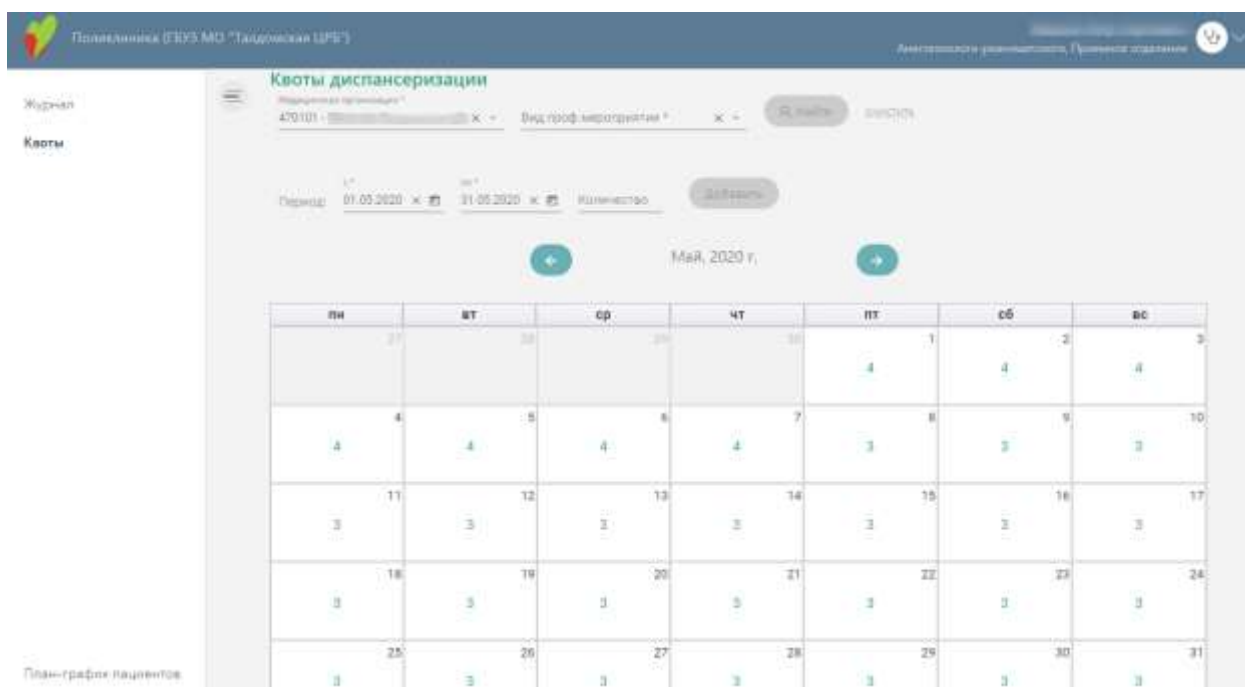 Поликлиника (ГБУЗ МО "Талдомская ЦРБ")
Анестезиологи-реаниматологи, Приемное отделение
Журнал
Квоты
План-график пациентов
Квоты диспансеризации
Медицинская организация *
470101 -
Вид проф.мероприятия *
Найти
ОЧИСТИТЬ
Период:
с *
01.05.2020
по *
31.05.2020
Количество
Добавить
Май, 2020 г.
пн вт ср чт пт сб вс
27 28 29 30 1 2 3
4 4 4
4 5 6 7 8 9 10
4 4 4 4 3 3 3
11 12 13 14 15 16 17
3 3 3 3 3 3 3
18 19 20 21 22 23 24
3 3 3 3 3 3 3
25 26 27 28 29 30 31
3 3 3 3 3 3 3